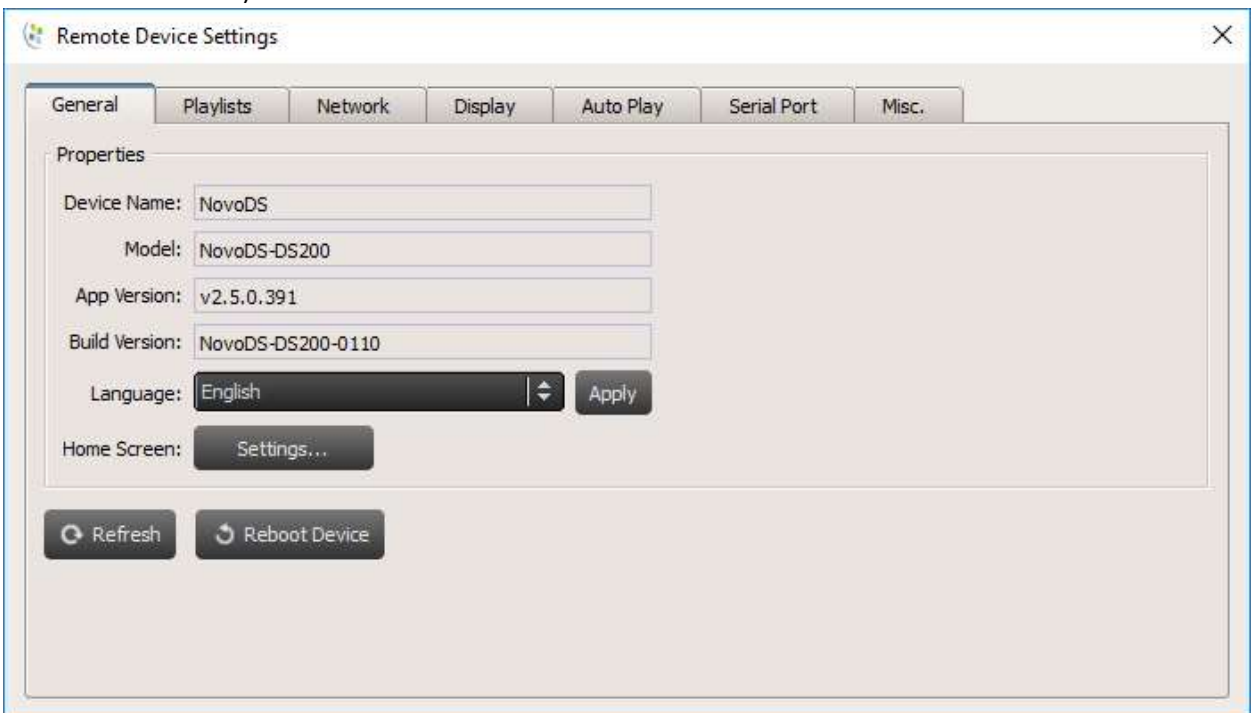 Remote Device Settings
General Playlists Network Display Auto Play Serial Port Misc.
Properties
Device Name: NovoDS
Model: NovoDS-DS200
App Version: v2.5.0.391
Build Version: NovoDS-DS200-0110
Language: English Apply
Home Screen: Settings...
Refresh Reboot Device